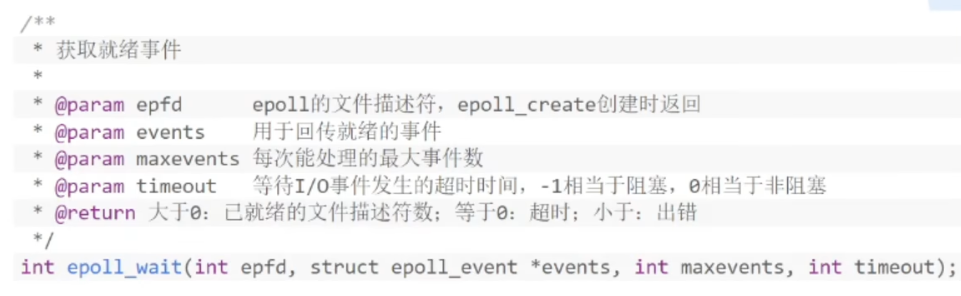 /**
 * 获取就绪事件
 *
 * @param epfd      epoll的文件描述符，epoll_create创建时返回
 * @param events    用于回传就绪的事件
 * @param maxevents 每次能处理的最大事件数
 * @param timeout   等待I/O事件发生的超时时间，-1相当于阻塞，0相当于非阻塞
 * @return 大于0：已就绪的文件描述符数；等于0：超时；小于：出错
 */
int epoll_wait(int epfd, struct epoll_event *events, int maxevents, int timeout);